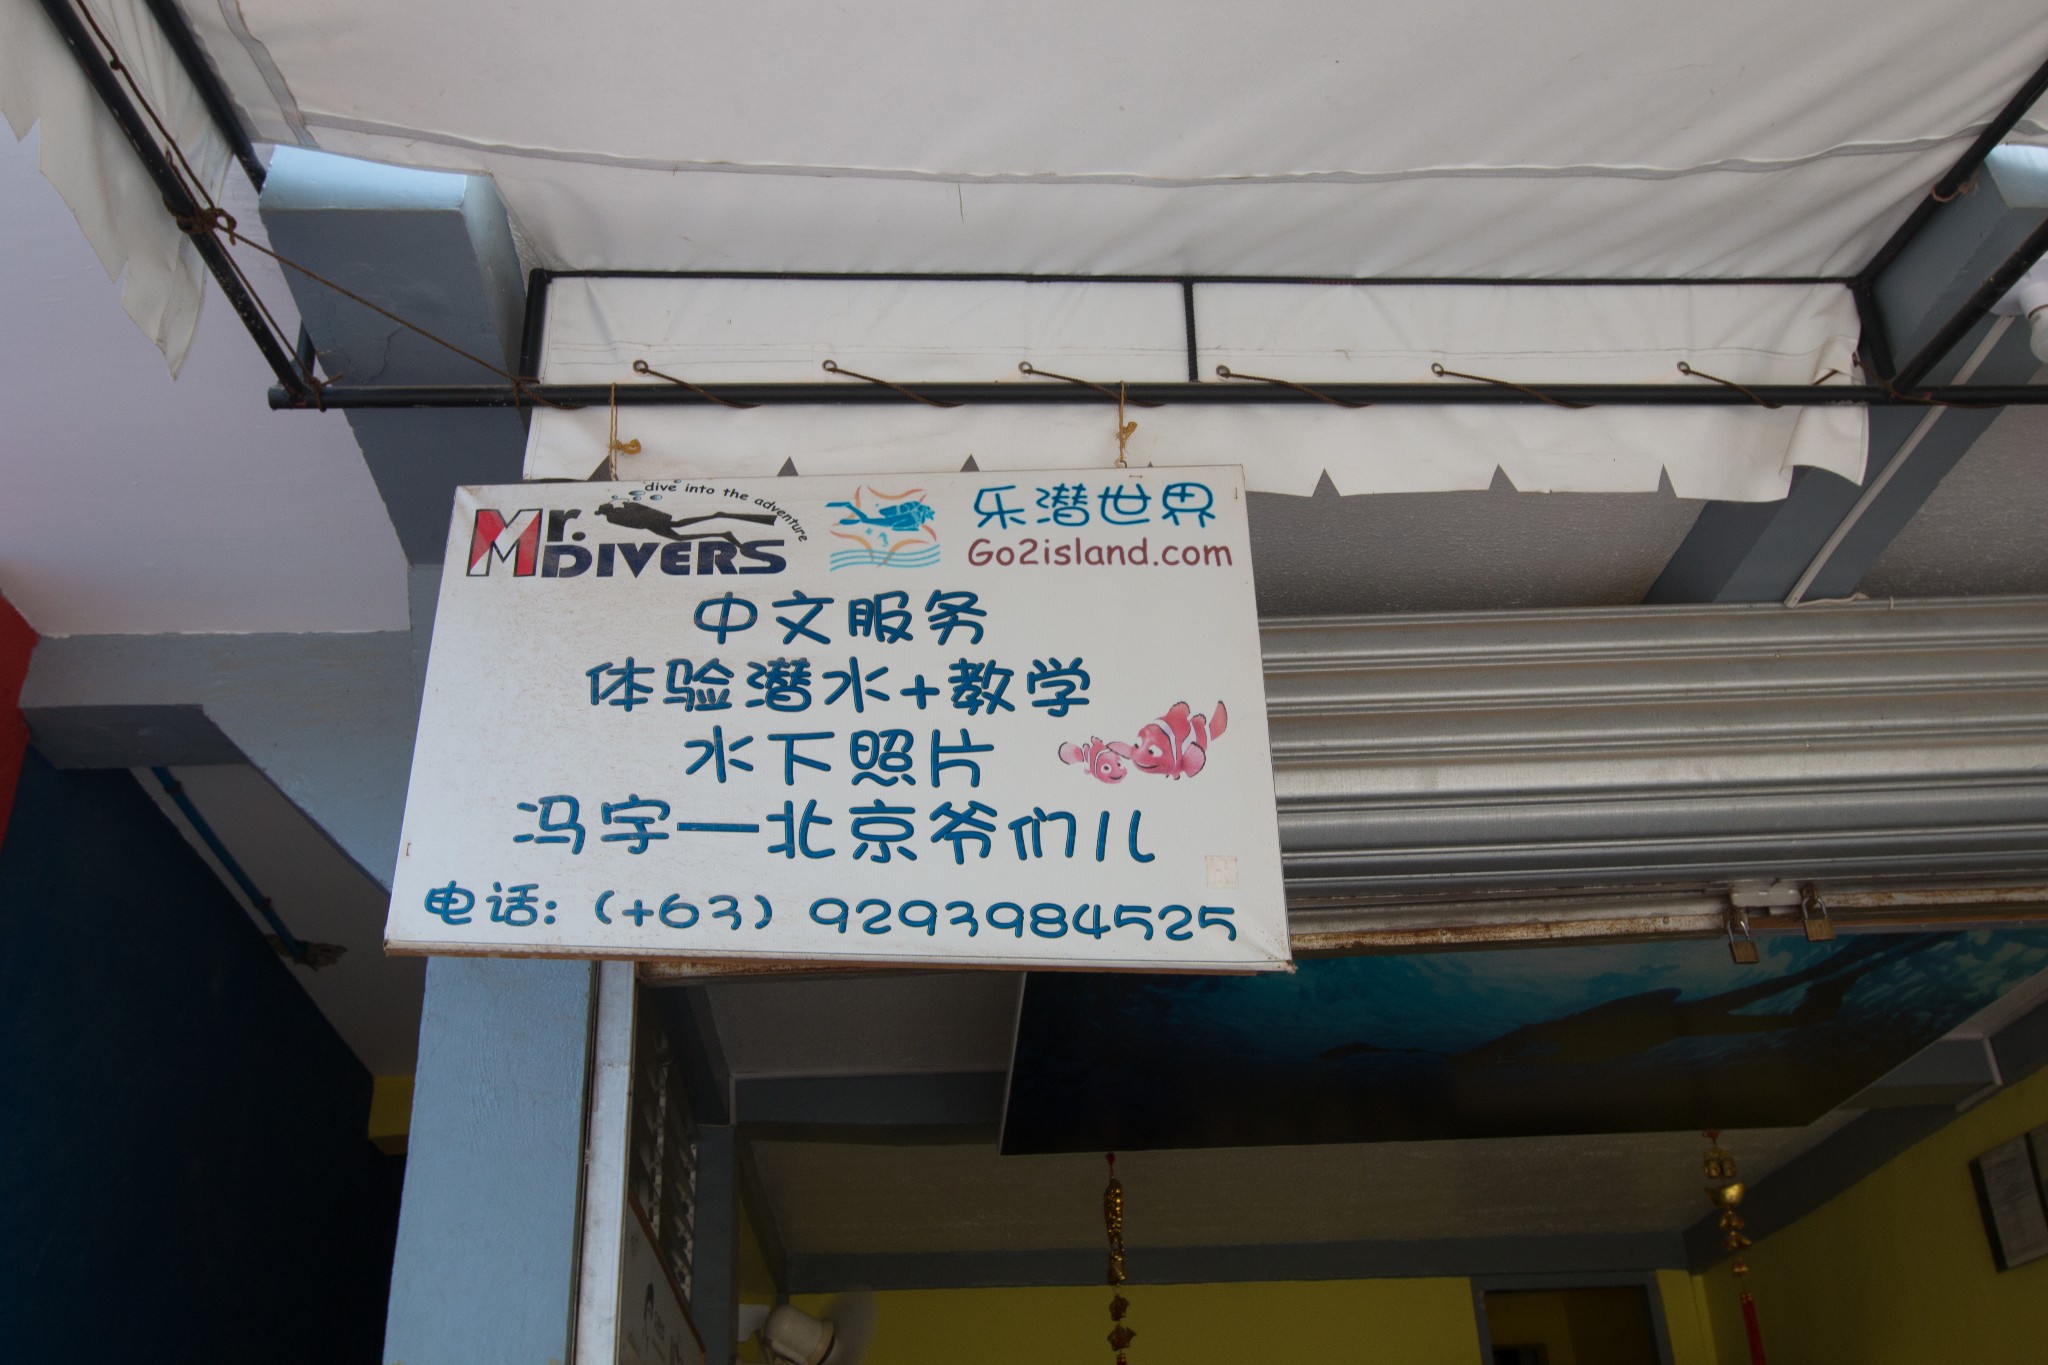 dive into the adventure
Mr. DIVERS
乐潜世界
Go2island.com
中文服务
体验潜水+教学
水下照片
冯宇—北京爷们儿
电话: (+63) 9293984525